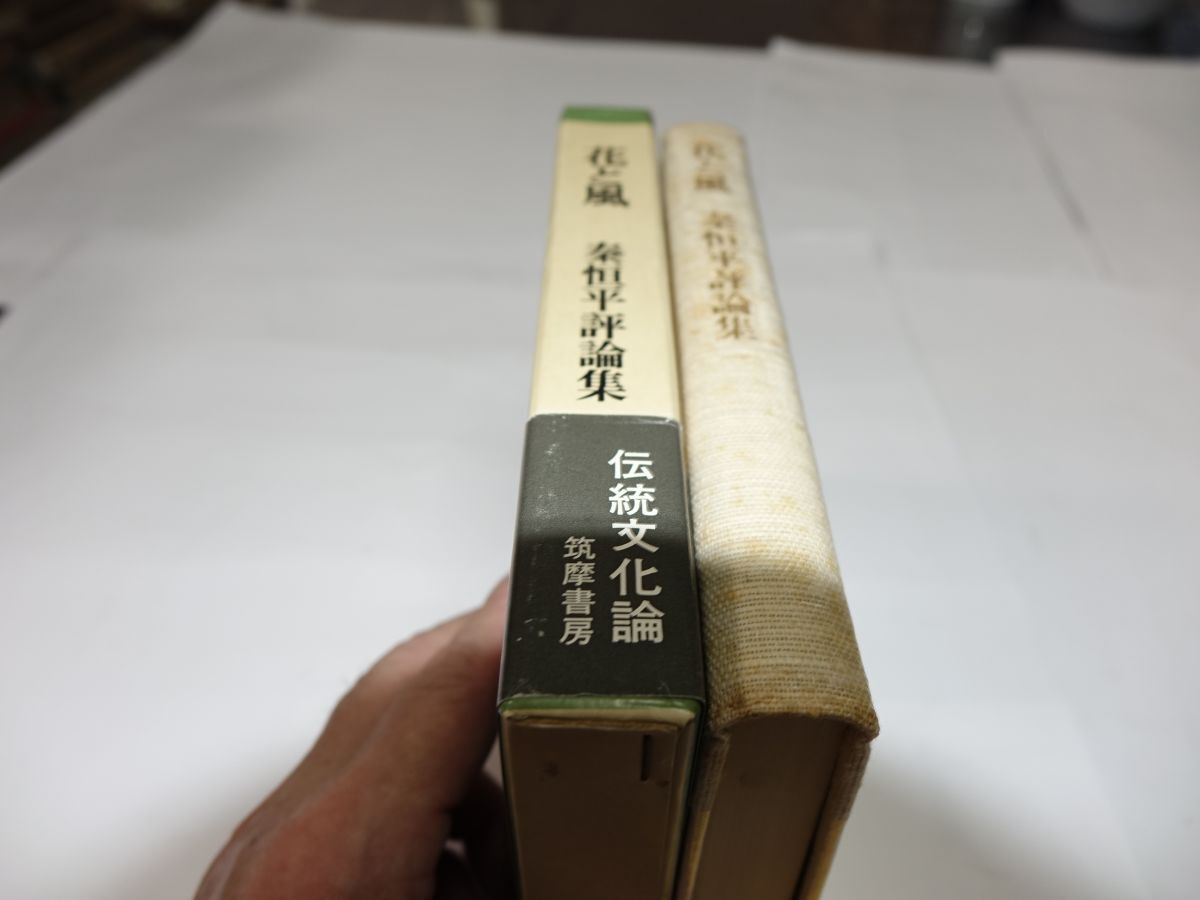 花と風 秦恒平評論集
伝統文化論
筑摩書房
花と風 秦恒平評論集